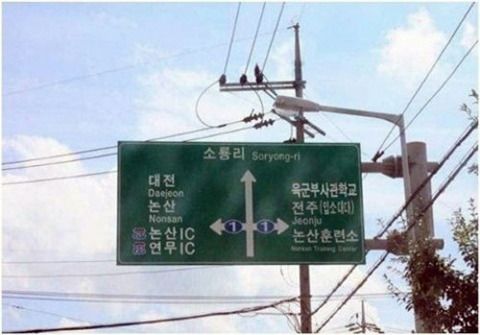 소룡리 Soryong-ri
대전
Daejeon
논산
Nonsan
논산IC
연무IC
1
1
육군부사관학교
전주(입소대대)
Jeonju
논산훈련소
Nonsan Training Center